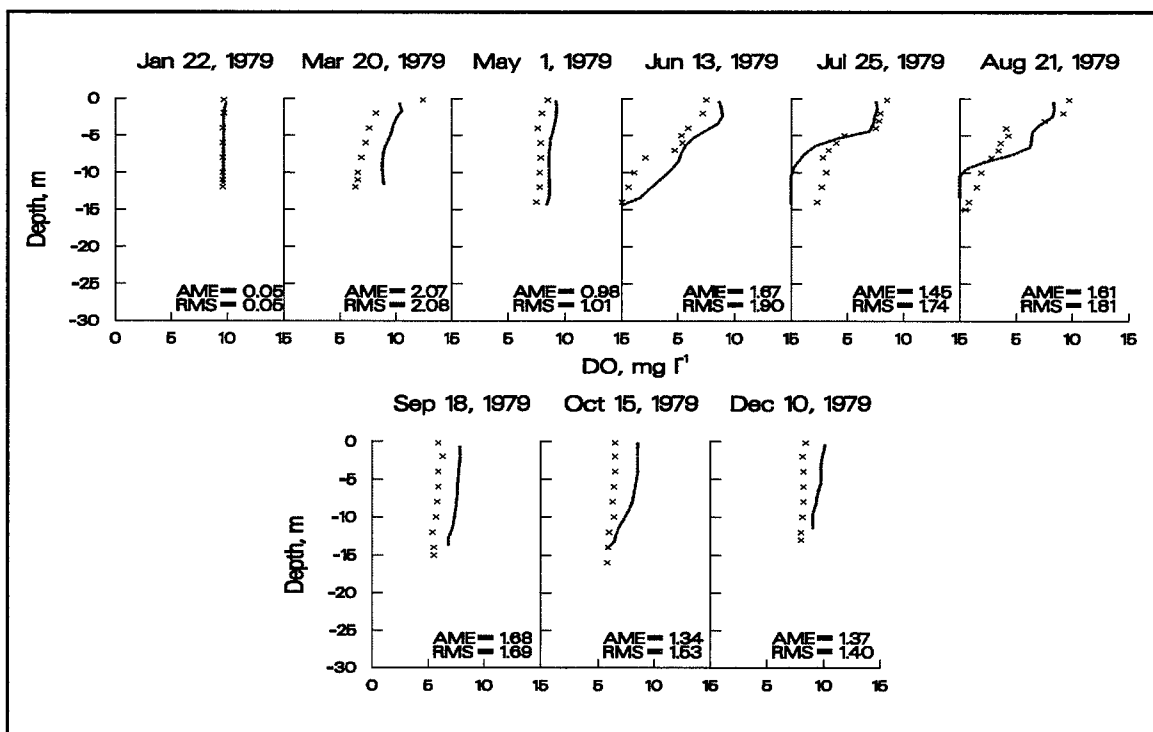 Jan 22, 1979 Mar 20, 1979 May 1, 1979 Jun 13, 1979 Jul 25, 1979 Aug 21, 1979
0
-5
-10
-15
-20
-25
-30
Depth, m
AME= 0.05 AME= 2.07 AME= 0.98 AME= 1.67 AME= 1.45 AME= 1.61
RMS= 0.05 RMS= 2.08 RMS= 1.01 RMS= 1.90 RMS= 1.74 RMS= 1.81
0 5 10 15 5 10 15 5 10 15 5 10 15 5 10 15 5 10 15
DO, mg l⁻¹
Sep 18, 1979 Oct 15, 1979 Dec 10, 1979
0
-5
-10
-15
-20
-25
-30
Depth, m
AME= 1.68 AME= 1.34 AME= 1.37
RMS= 1.69 RMS= 1.53 RMS= 1.40
0 5 10 15 5 10 15 5 10 15